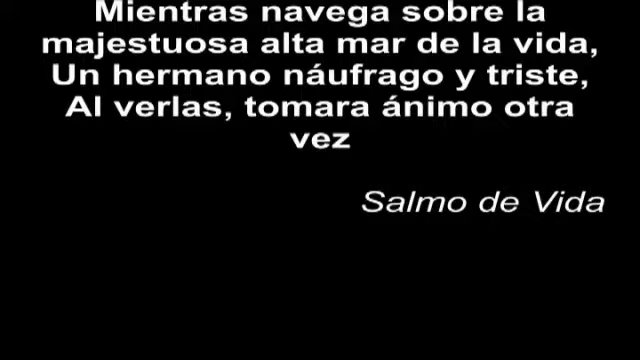 Mientras navega sobre la
majestuosa alta mar de la vida,
Un hermano náufrago y triste,
Al verlas, tomara ánimo otra
vez
Salmo de Vida